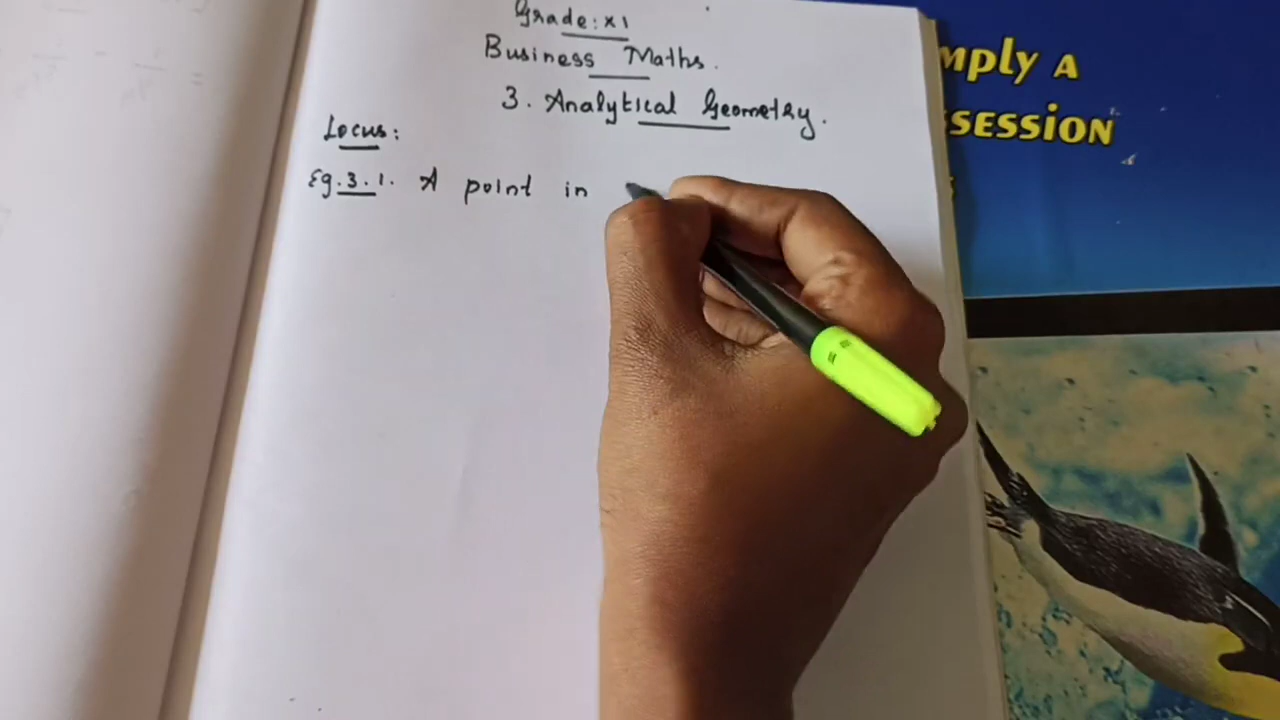 Grade: XI
Business Maths.
3. Analytical Geometry.
Locus:
Eg.3.1. A point in
mply A
SESSiON